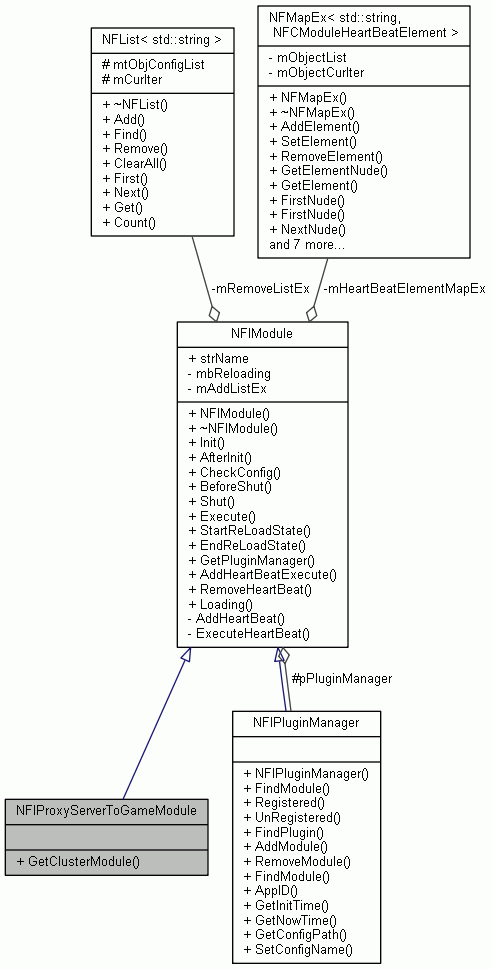 NFList< std::string >
# mtObjConfigList
# mCurIter
+ ~NFList()
+ Add()
+ Find()
+ Remove()
+ ClearAll()
+ First()
+ Next()
+ Get()
+ Count()
NFMapEx< std::string,
NFCModuleHeartBeatElement >
- mObjectList
- mObjectCurIter
+ NFMapEx()
+ ~NFMapEx()
+ AddElement()
+ SetElement()
+ RemoveElement()
+ GetElementNude()
+ GetElement()
+ FirstNude()
+ FirstNude()
+ NextNude()
and 7 more...
-mRemoveListEx
-mHeartBeatElementMapEx
NFIModule
+ strName
- mbReloading
- mAddListEx
+ NFIModule()
+ ~NFIModule()
+ Init()
+ AfterInit()
+ CheckConfig()
+ BeforeShut()
+ Shut()
+ Execute()
+ StartReLoadState()
+ EndReLoadState()
+ GetPluginManager()
+ AddHeartBeatExecute()
+ RemoveHeartBeat()
+ Loading()
- AddHeartBeat()
- ExecuteHeartBeat()
#pPluginManager
NFIProxyServerToGameModule
+ GetClusterModule()
NFIPluginManager
+ NFIPluginManager()
+ FindModule()
+ Registered()
+ UnRegistered()
+ FindPlugin()
+ AddModule()
+ RemoveModule()
+ FindModule()
+ AppID()
+ GetInitTime()
+ GetNowTime()
+ GetConfigPath()
+ SetConfigName()